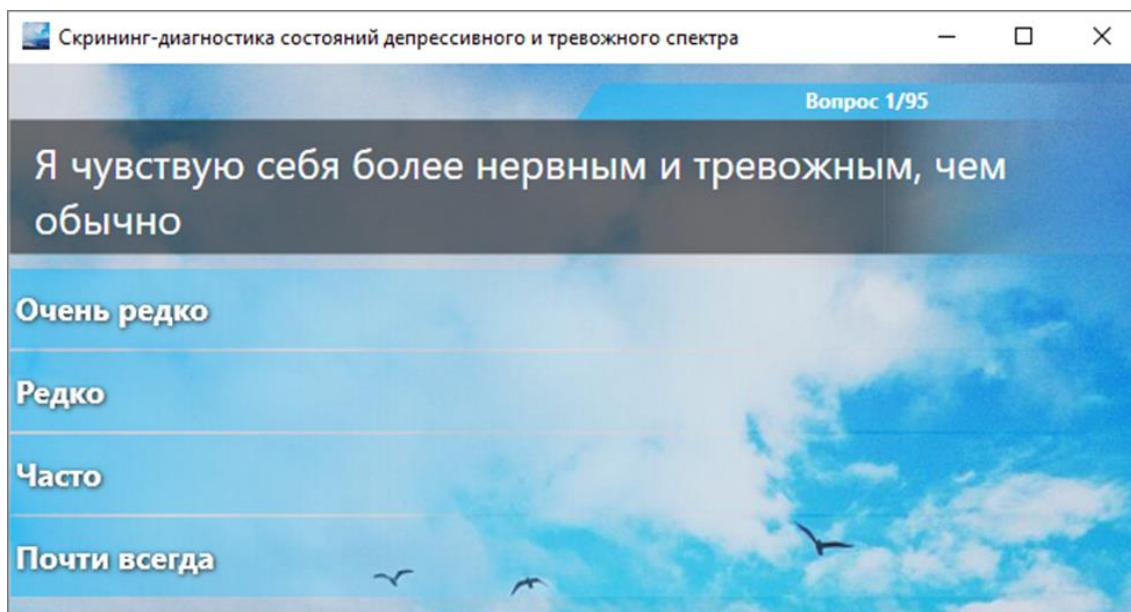 Скрининг-диагностика состояний депрессивного и тревожного спектра
Вопрос 1/95
Я чувствую себя более нервным и тревожным, чем
обычно
Очень редко
Редко
Часто
Почти всегда